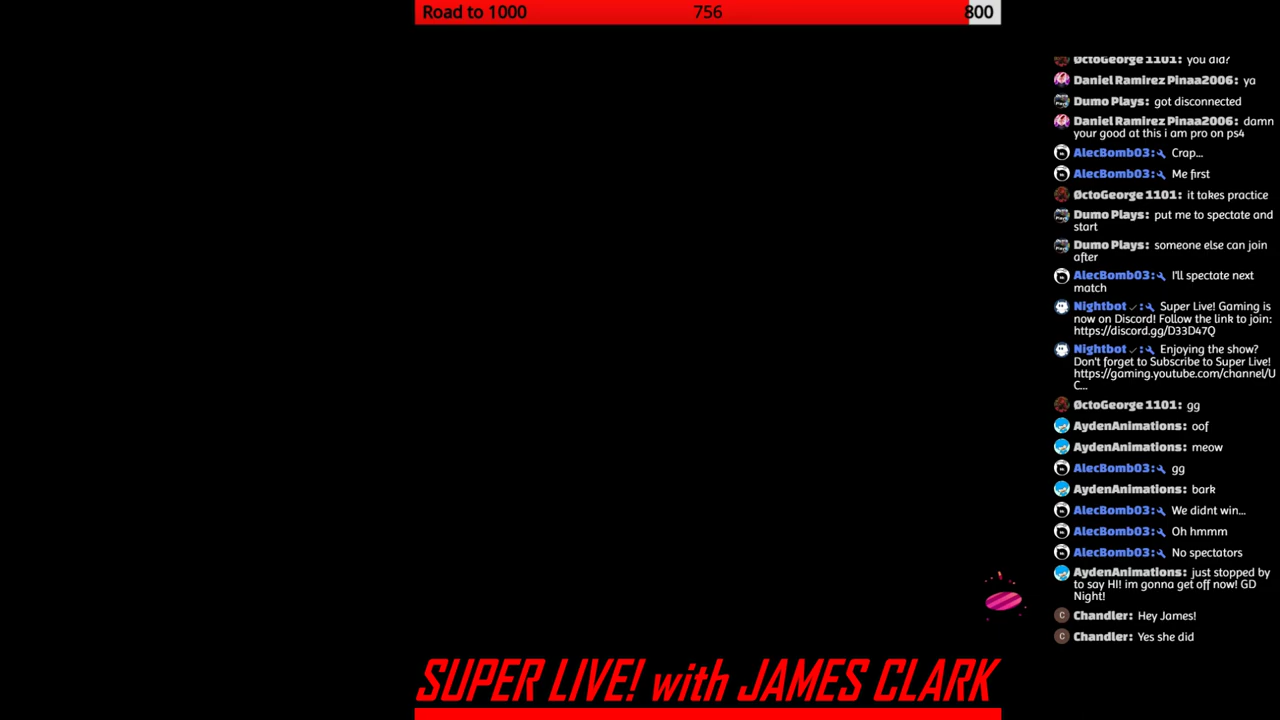 Road to 1000 756 800
ØctoGeorge 1101: you did?
Daniel Ramirez Pinaa2006: ya
Dumo Plays: got disconnected
Daniel Ramirez Pinaa2006: damn
your good at this i am pro on ps4
AlecBomb03: Crap...
AlecBomb03: Me first
ØctoGeorge 1101: it takes practice
Dumo Plays: put me to spectate and
start
Dumo Plays: someone else can join
after
AlecBomb03: I'll spectate next
match
Nightbot: Super Live! Gaming is
now on Discord! Follow the link to join:
https://discord.gg/D33D47Q
Nightbot: Enjoying the show?
Don't forget to Subscribe to Super Live!
https://gaming.youtube.com/channel/U
C...
ØctoGeorge 1101: gg
AydenAnimations: oof
AydenAnimations: meow
AlecBomb03: gg
AydenAnimations: bark
AlecBomb03: We didnt win...
AlecBomb03: Oh hmmm
AlecBomb03: No spectators
AydenAnimations: just stopped by
to say HI! im gonna get off now! GD
Night!
C Chandler: Hey James!
C Chandler: Yes she did
SUPER LIVE! with JAMES CLARK